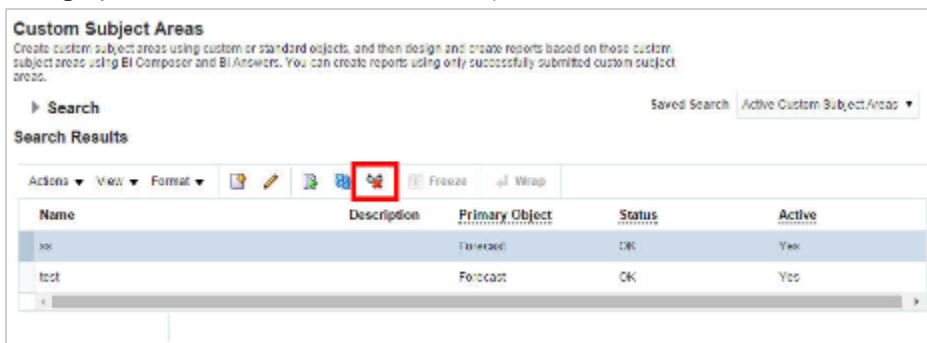 Custom Subject Areas
Create custom subject areas using custom or standard objects, and then design and create reports based on those custom
subject areas using BI Composer and BI Answers. You can create reports using only successfully submitted custom subject
areas.
Search
Saved Search Active Custom Subject Areas
Search Results
Actions View Format Freeze Wrap
Name Description Primary Object Status Active
Forecast OK Yes
test Forecast OK Yes